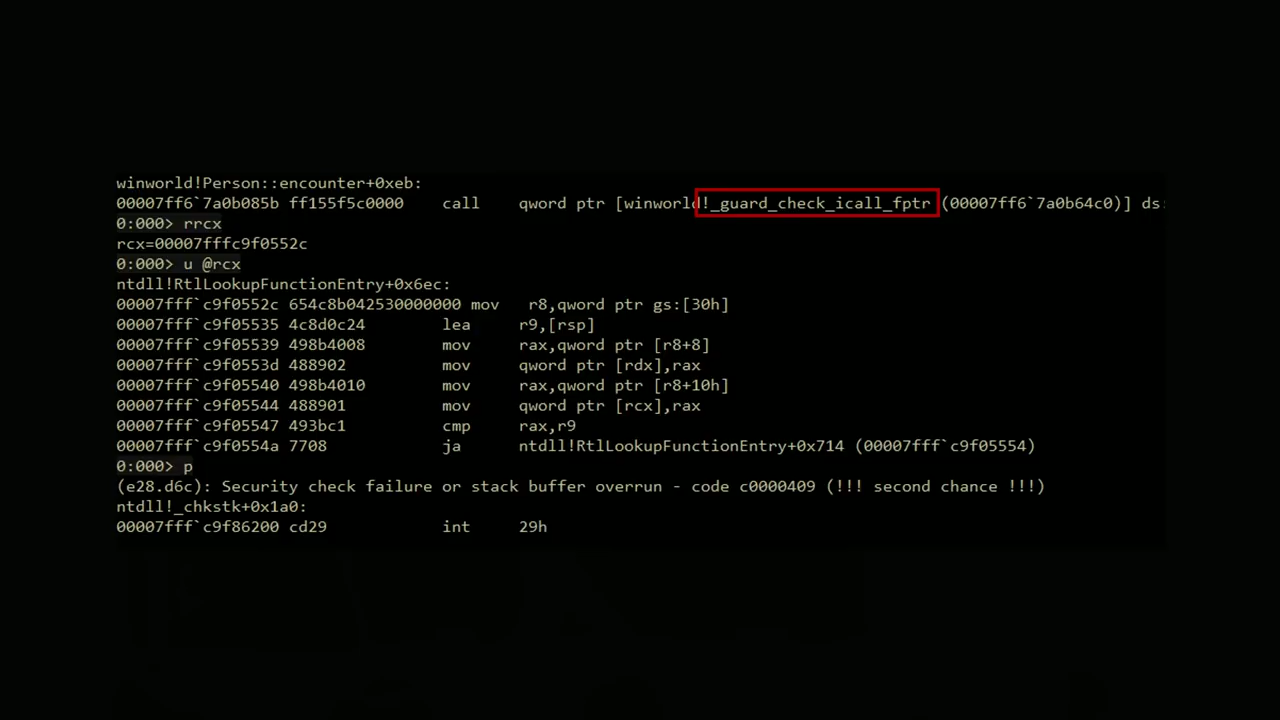 winworld!Person::encounter+0xeb:
00007ff6`7a0b085b ff155f5c0000    call    qword ptr [winworld!_guard_check_icall_fptr (00007ff6`7a0b64c0)] ds:
0:000> rrcx
rcx=00007fffc9f0552c
0:000> u @rcx
ntdll!RtlLookupFunctionEntry+0x6ec:
00007fff`c9f0552c 654c8b042530000000 mov   r8,qword ptr gs:[30h]
00007fff`c9f05535 4c8d0c24        lea     r9,[rsp]
00007fff`c9f05539 498b4008        mov     rax,qword ptr [r8+8]
00007fff`c9f0553d 488902          mov     qword ptr [rdx],rax
00007fff`c9f05540 498b4010        mov     rax,qword ptr [r8+10h]
00007fff`c9f05544 488901          mov     qword ptr [rcx],rax
00007fff`c9f05547 493bc1          cmp     rax,r9
00007fff`c9f0554a 7708            ja      ntdll!RtlLookupFunctionEntry+0x714 (00007fff`c9f05554)
0:000> p
(e28.d6c): Security check failure or stack buffer overrun - code c0000409 (!!! second chance !!!)
ntdll!_chkstk+0x1a0:
00007fff`c9f86200 cd29            int     29h